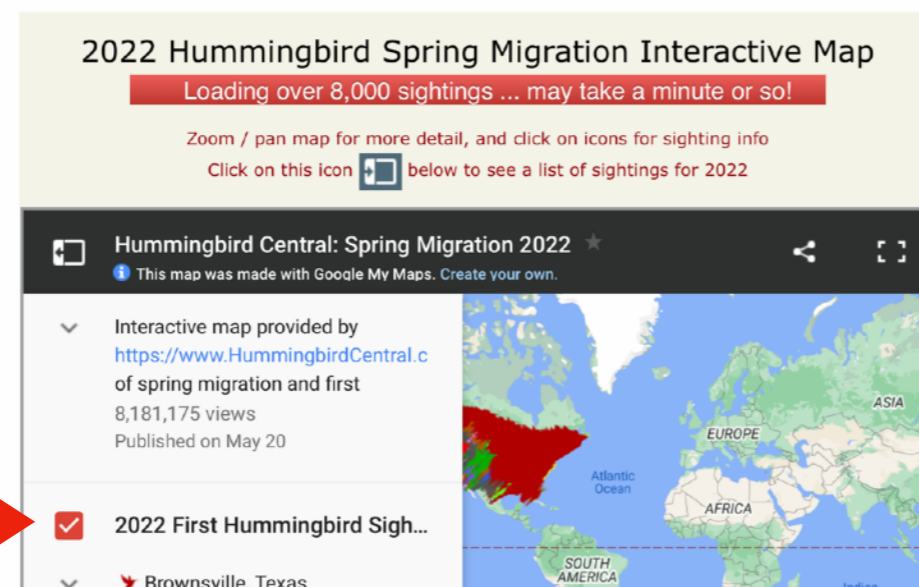 2022 Hummingbird Spring Migration Interactive Map
Loading over 8,000 sightings ... may take a minute or so!
Zoom / pan map for more detail, and click on icons for sighting info
Click on this icon below to see a list of sightings for 2022
Hummingbird Central: Spring Migration 2022
This map was made with Google My Maps. Create your own.
Interactive map provided by
https://www.HummingbirdCentral.c
of spring migration and first
8,181,175 views
Published on May 20
2022 First Hummingbird Sigh...
Brownsville, Texas
ASIA
EUROPE
Atlantic
Ocean
AFRICA
SOUTH
AMERICA
Indian